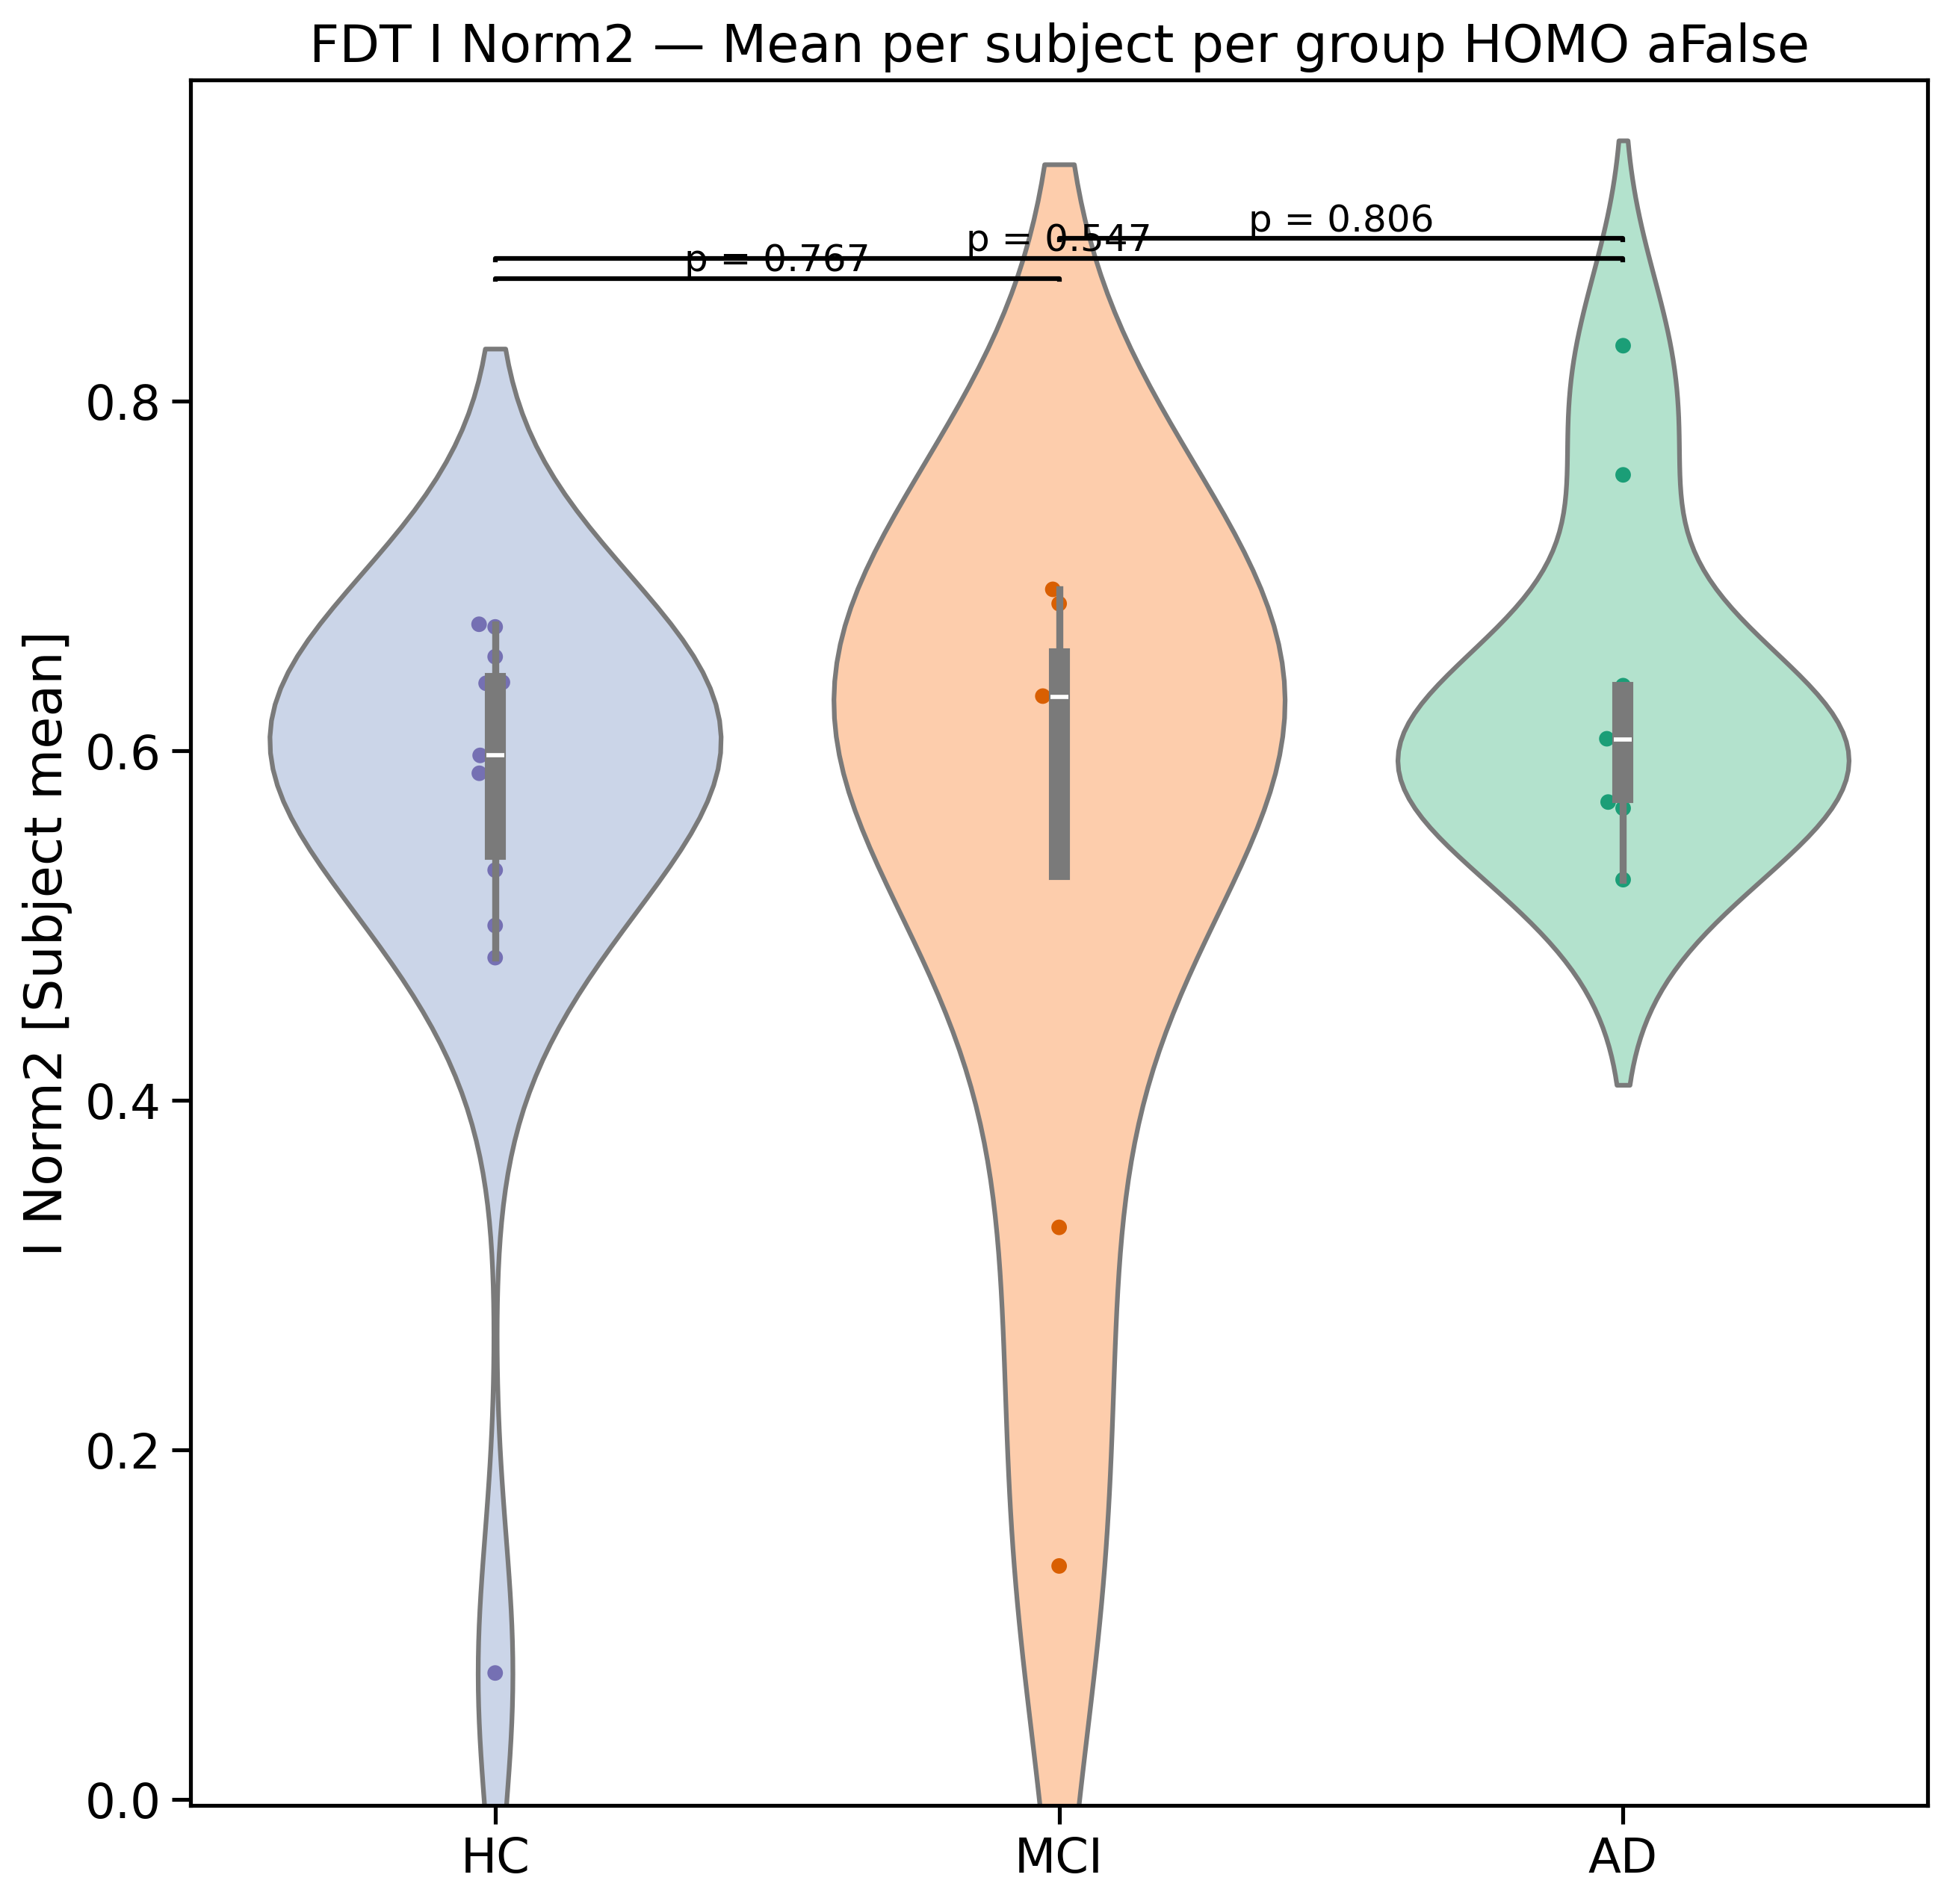 FDT I Norm2 — Mean per subject per group HOMO aFalse
p = 0.806
p = 0.547
p = 0.767
I Norm2 [Subject mean]
0.8
0.6
0.4
0.2
0.0
HC
MCI
AD